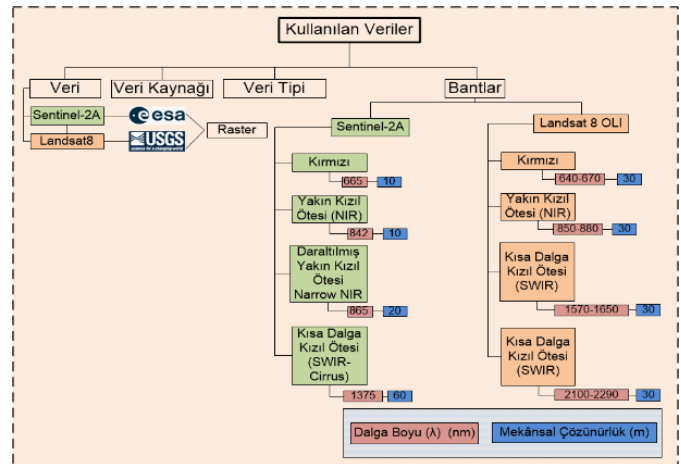 Kullanılan Veriler
Veri
Veri Kaynağı
Veri Tipi
Bantlar
Sentinel-2A
esa
Landsat8
USGS
science for a changing world
Raster
Sentinel-2A
Kırmızı
665
10
Yakın Kızıl
Ötesi (NIR)
842
10
Daraltılmış
Yakın Kızıl
Ötesi
Narrow NIR
865
20
Kısa Dalga
Kızıl Ötesi
(SWIR-
Cirrus)
1375
60
Landsat 8 OLI
Kırmızı
640-670
30
Yakın Kızıl
Ötesi (NIR)
850-880
30
Kısa Dalga
Kızıl Ötesi
(SWIR)
1570-1650
30
Kısa Dalga
Kızıl Ötesi
(SWIR)
2100-2290
30
Dalga Boyu (λ) (nm)
Mekânsal Çözünürlük (m)